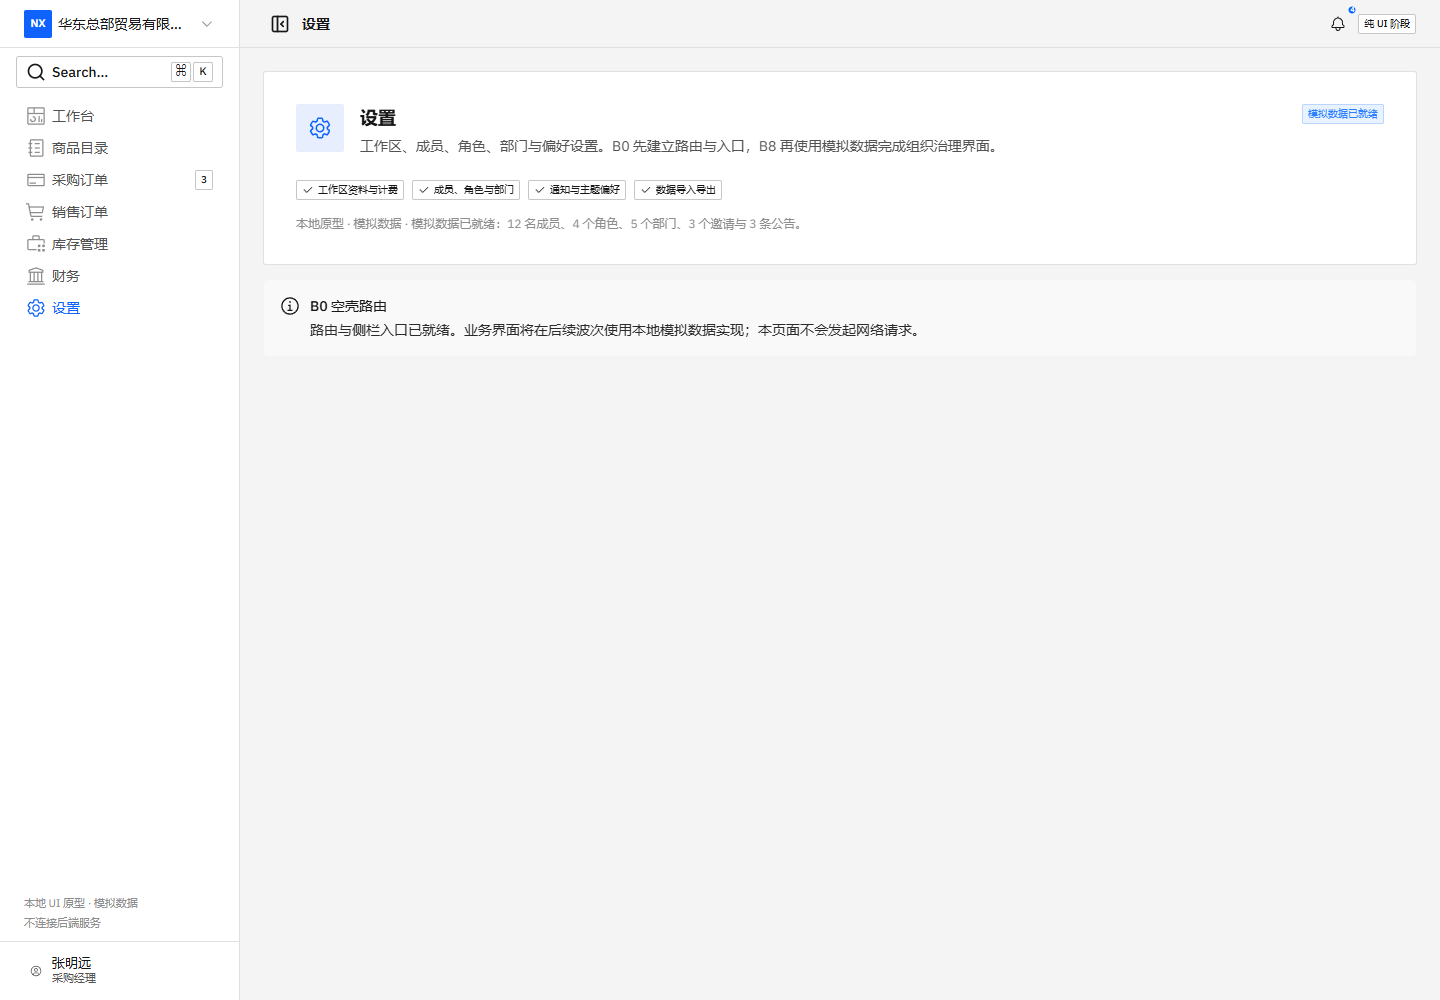 NX 华东总部贸易有限...
Search... ⌘ K
工作台
商品目录
采购订单 3
销售订单
库存管理
财务
设置
本地 UI 原型 · 模拟数据
不连接后端服务
张明远
采购经理
设置
4
纯 UI 阶段
设置
模拟数据已就绪
工作区、成员、角色、部门与偏好设置。B0 先建立路由与入口，B8 再使用模拟数据完成组织治理界面。
工作区资料与计费 成员、角色与部门 通知与主题偏好 数据导入导出
本地原型 · 模拟数据 · 模拟数据已就绪：12 名成员、4 个角色、5 个部门、3 个邀请与 3 条公告。
B0 空壳路由
路由与侧栏入口已就绪。业务界面将在后续波次使用本地模拟数据实现；本页面不会发起网络请求。